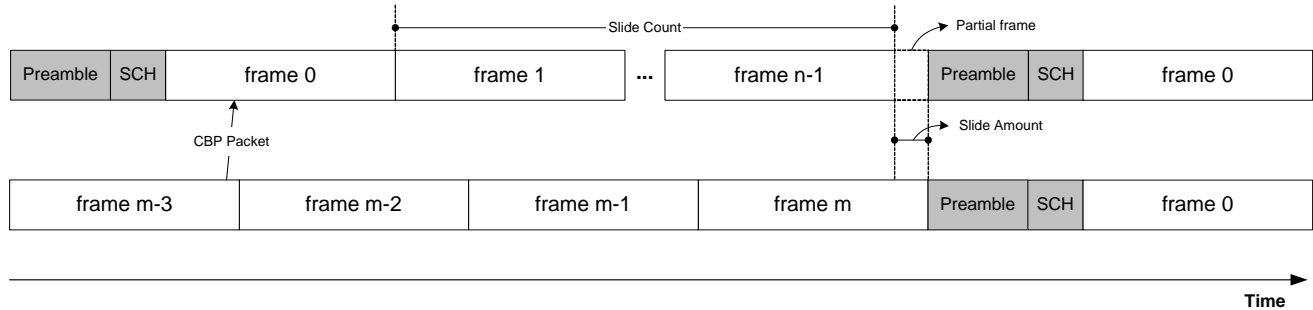 Slide Count
Partial frame
Preamble SCH frame 0 frame 1 ... frame n-1 Preamble SCH frame 0
CBP Packet
Slide Amount
frame m-3 frame m-2 frame m-1 frame m Preamble SCH frame 0
Time